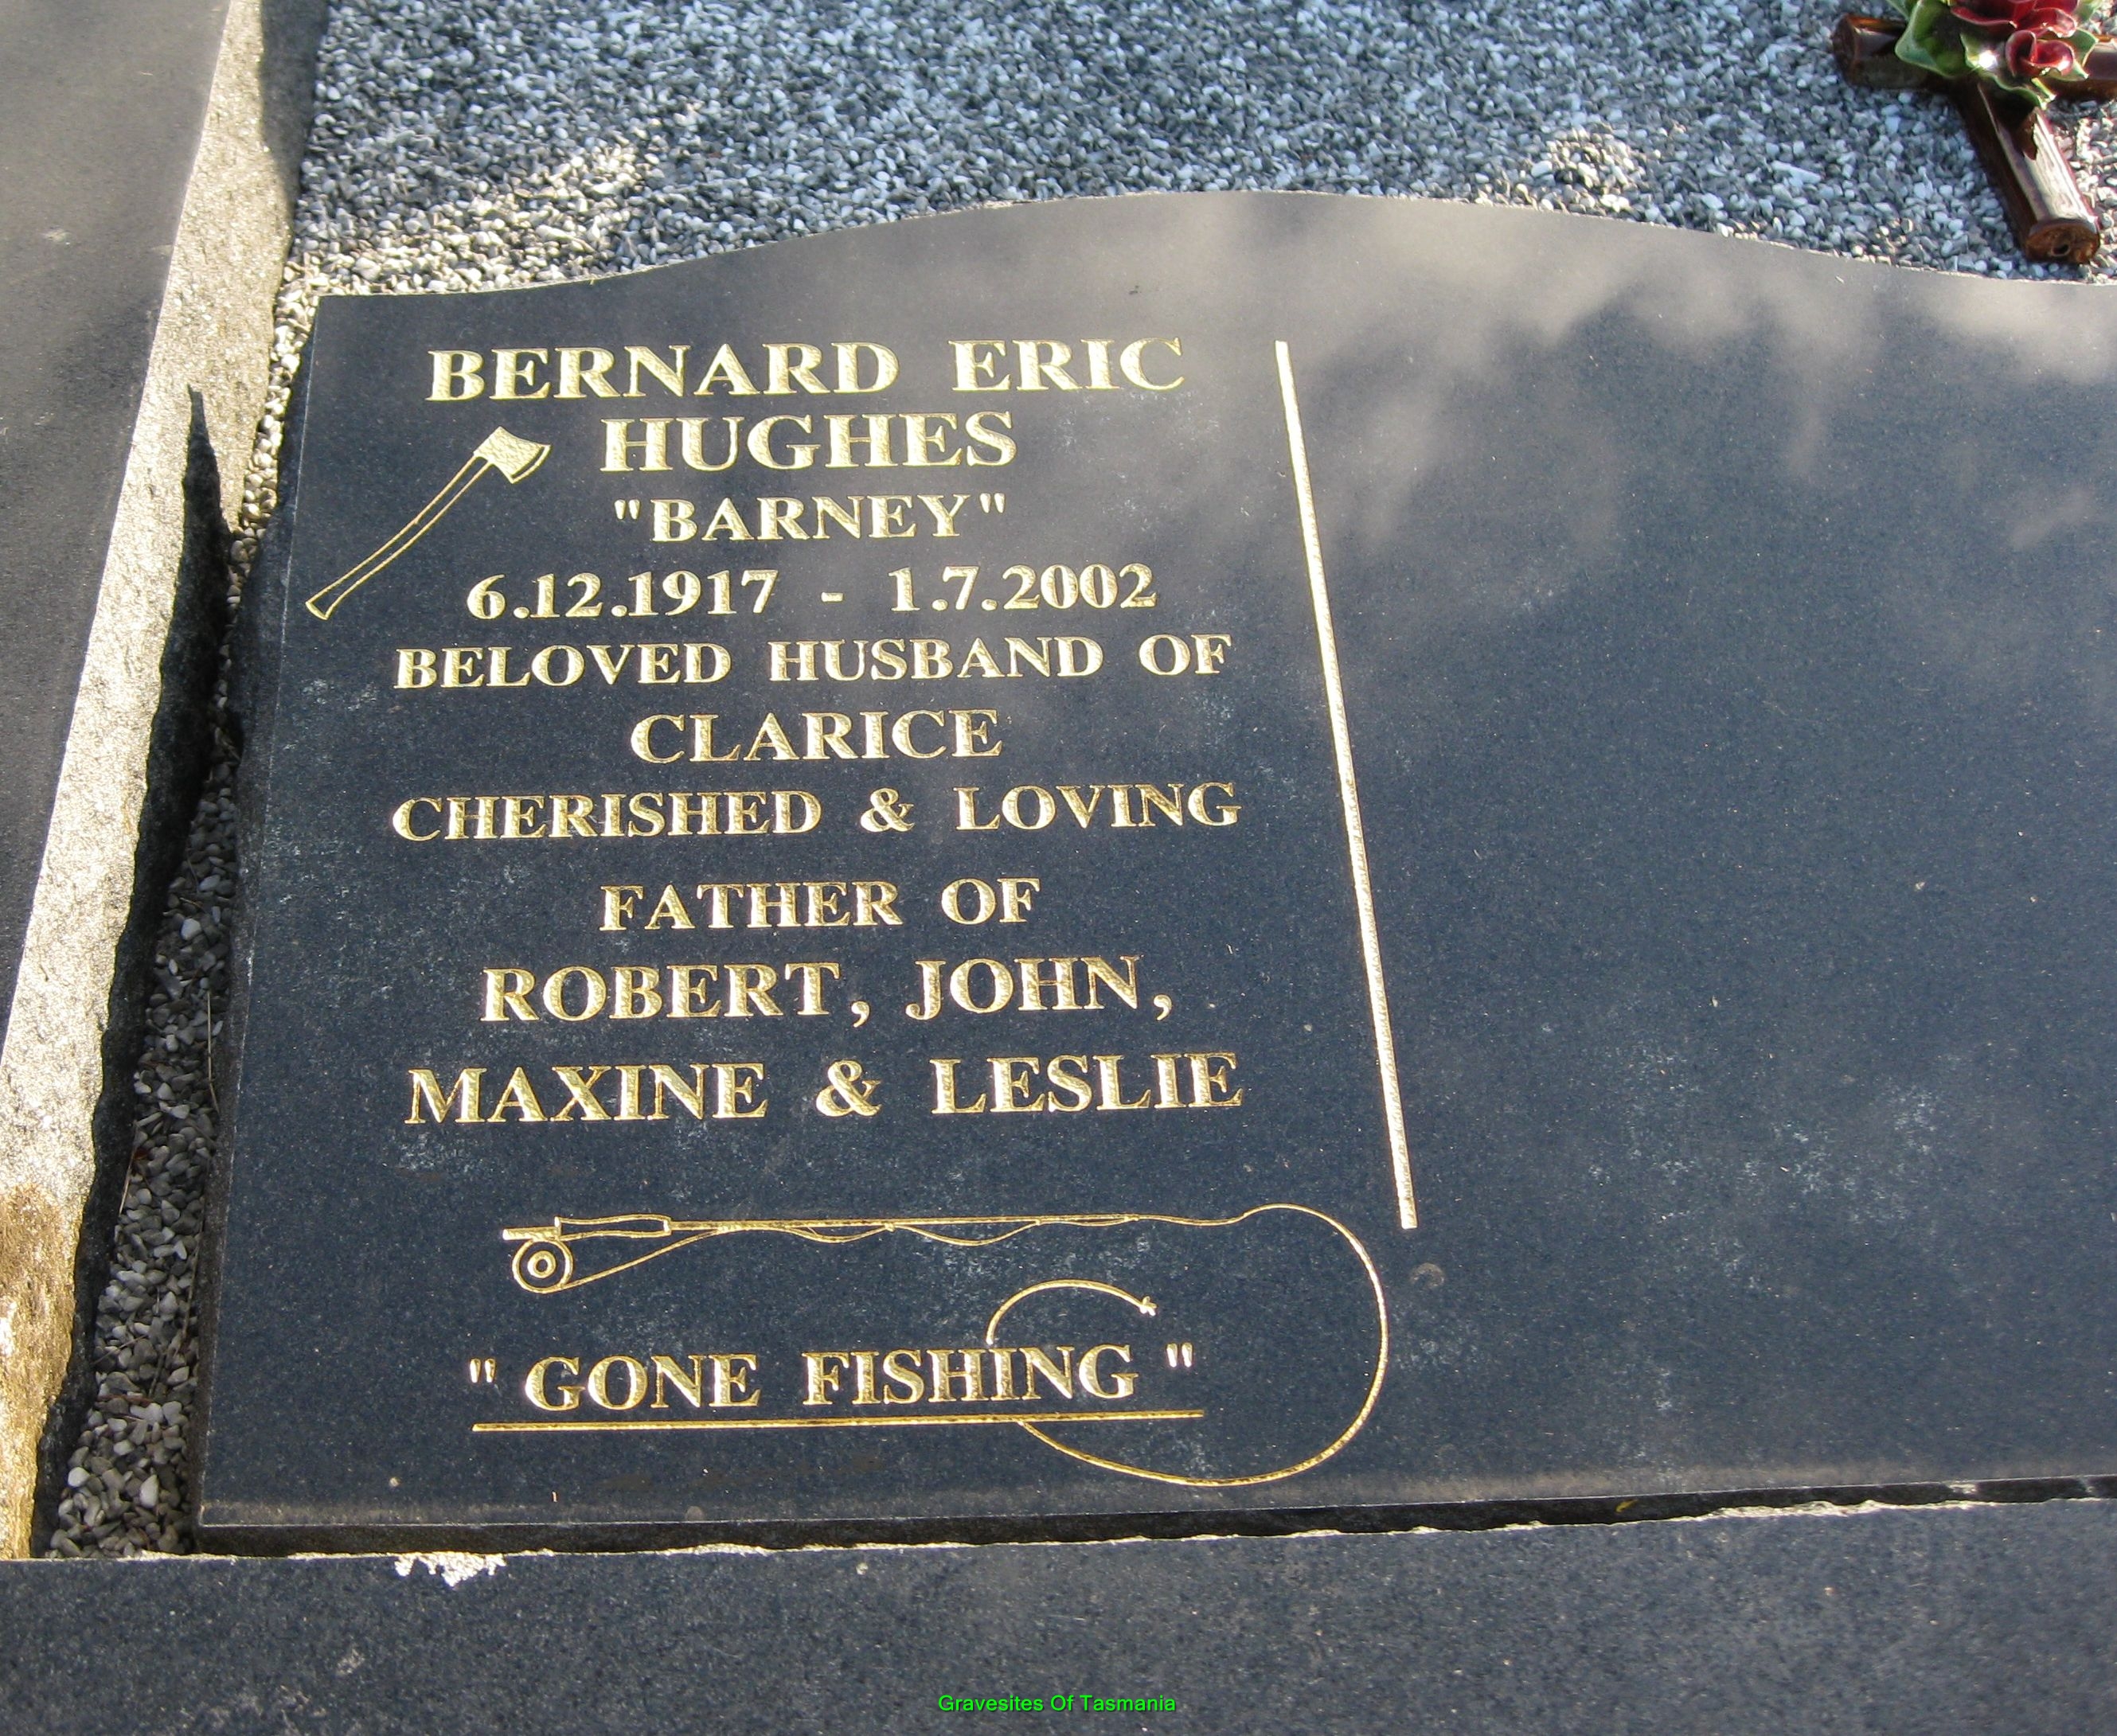 BERNARD ERIC
HUGHES
"BARNEY"
6.12.1917 - 1.7.2002
BELOVED HUSBAND OF
CLARICE
CHERISHED & LOVING
FATHER OF
ROBERT, JOHN,
MAXINE & LESLIE
" GONE FISHING "
Gravesites Of Tasmania